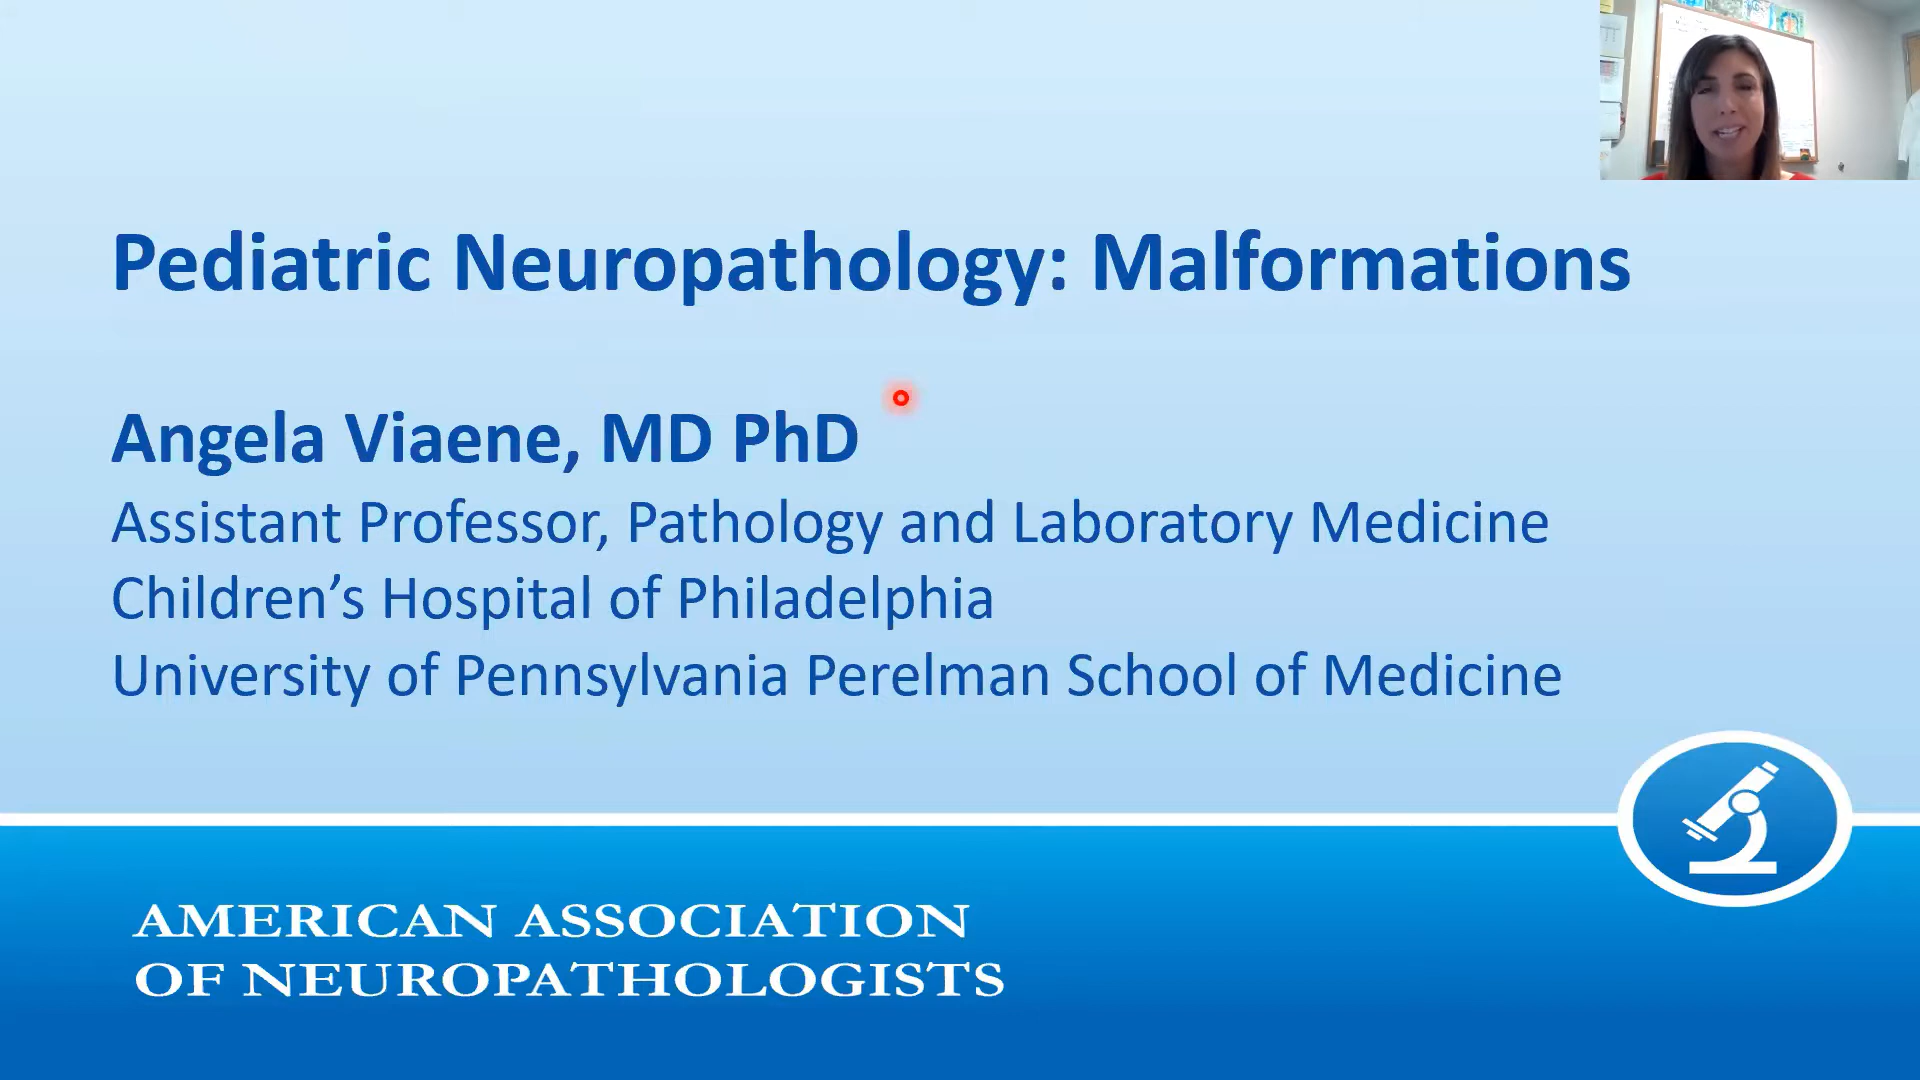 Pediatric Neuropathology: Malformations
Angela Viaene, MD PhD
Assistant Professor, Pathology and Laboratory Medicine
Children’s Hospital of Philadelphia
University of Pennsylvania Perelman School of Medicine
AMERICAN ASSOCIATION
OF NEUROPATHOLOGISTS